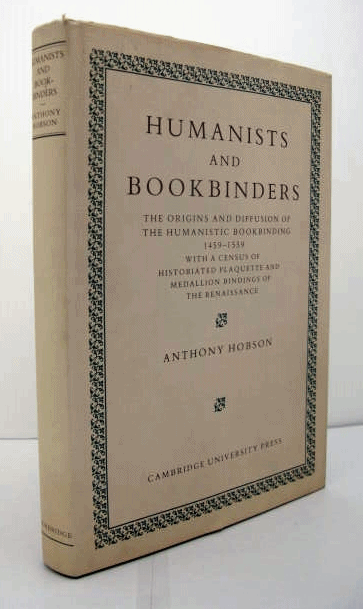 HUMANISTS
AND
BOOK-
BINDERS
ANTHONY
HOBSON
HUMANISTS
AND
BOOKBINDERS
THE ORIGINS AND DIFFUSION OF
THE HUMANISTIC BOOKBINDING
1459–1559
WITH A CENSUS OF
HISTORIATED PLAQUETTE AND
MEDALLION BINDINGS OF
THE RENAISSANCE
ANTHONY HOBSON
CAMBRIDGE UNIVERSITY PRESS
CAMBRIDGE